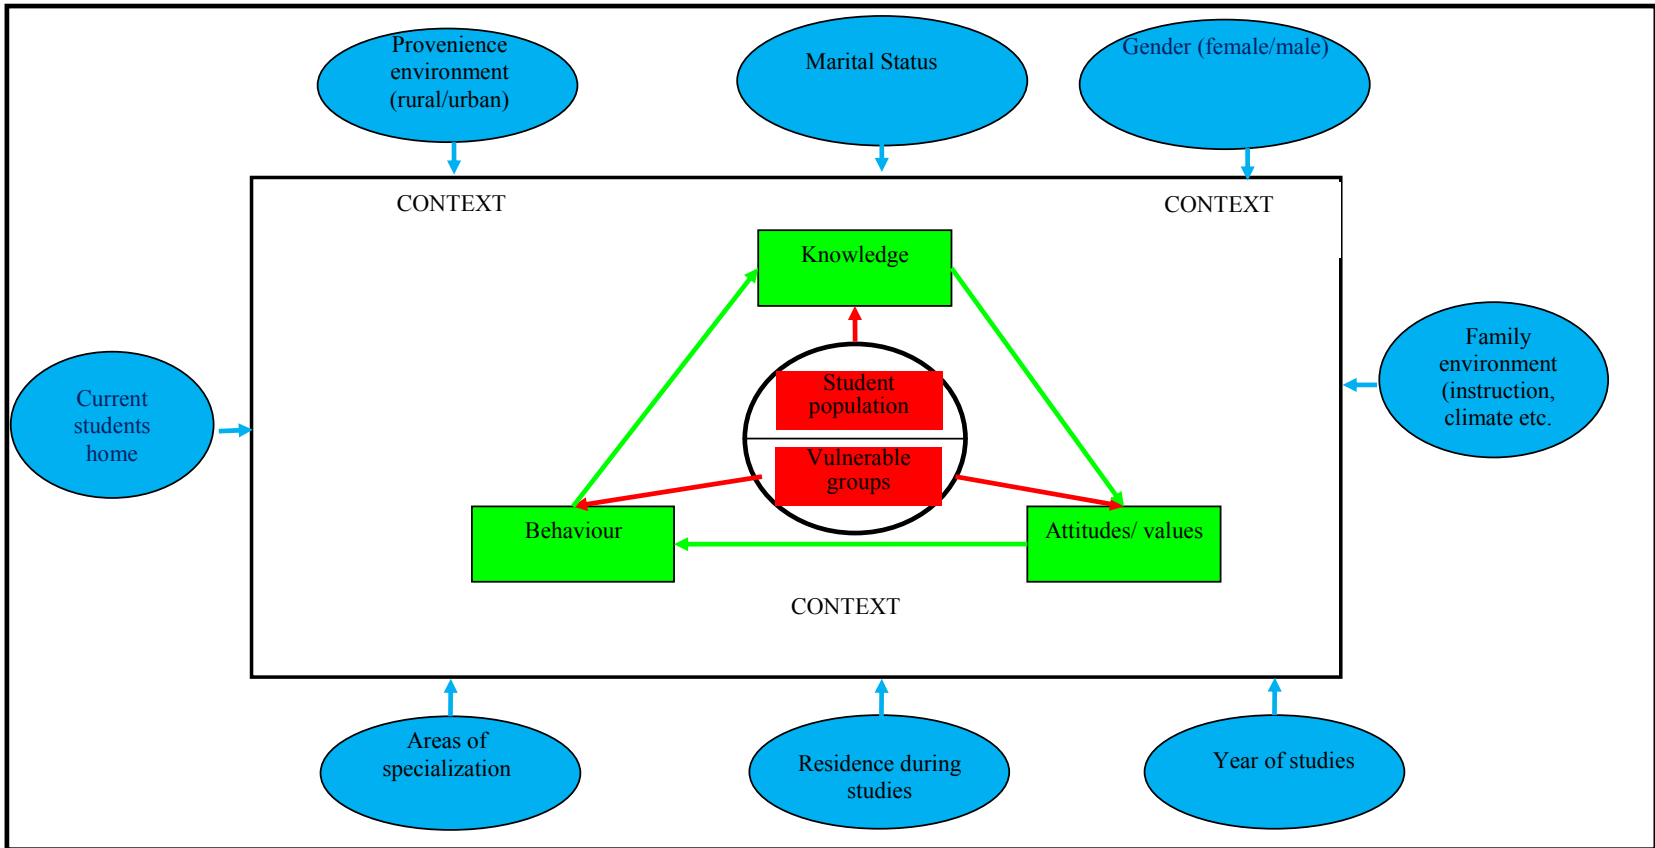 Provenience
environment
(rural/urban)
Marital Status
Gender (female/male)
CONTEXT
CONTEXT
Knowledge
Student
population
Vulnerable
groups
Current
students
home
Family
environment
(instruction,
climate etc.
Behaviour
Attitudes/ values
CONTEXT
Areas of
specialization
Residence during
studies
Year of studies